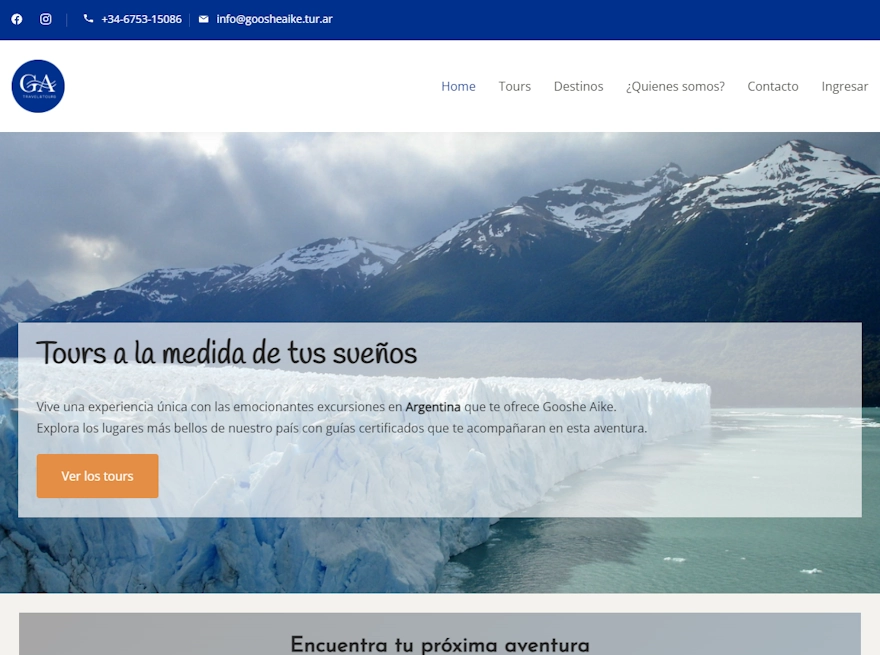 +34-6753-15086
info@goosheaike.tur.ar
GA
TRAVEL&TOURS
Home
Tours
Destinos
¿Quienes somos?
Contacto
Ingresar
Tours a la medida de tus sueños
Vive una experiencia única con las emocionantes excursiones en Argentina que te ofrece Gooshe Aike.
Explora los lugares más bellos de nuestro país con guías certificados que te acompañaran en esta aventura.
Ver los tours
Encuentra tu próxima aventura